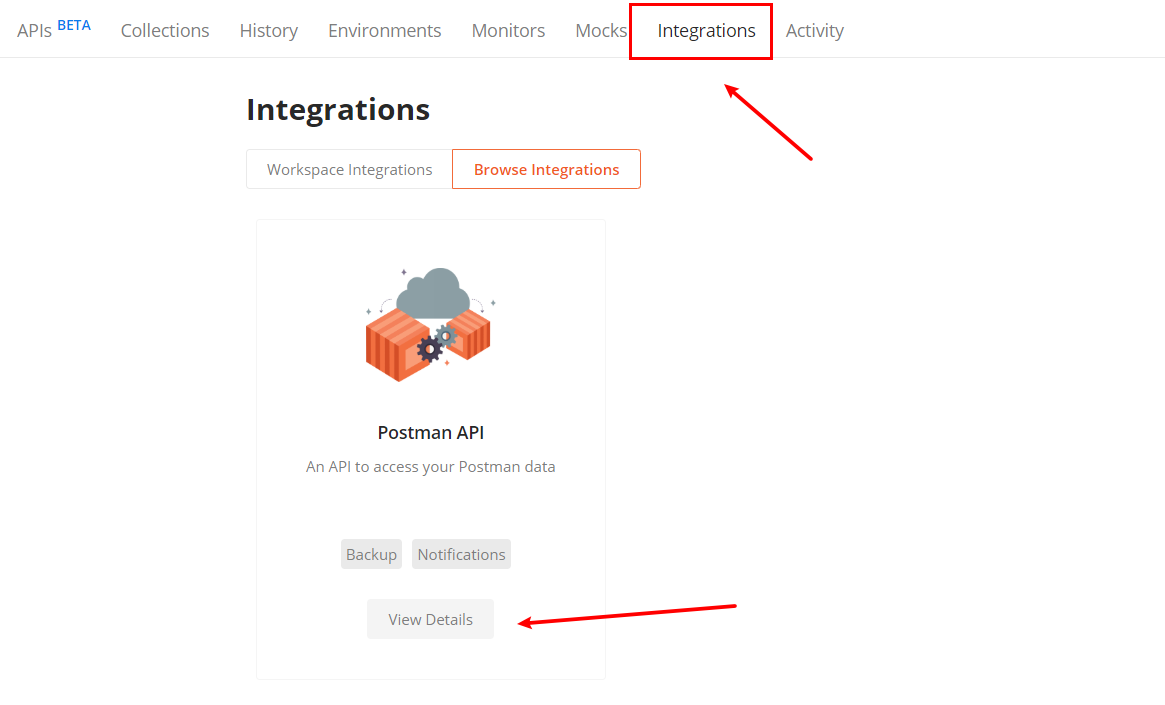 APIs BETA Collections History Environments Monitors Mocks Integrations Activity
Integrations
Workspace Integrations Browse Integrations
Postman API
An API to access your Postman data
Backup Notifications
View Details